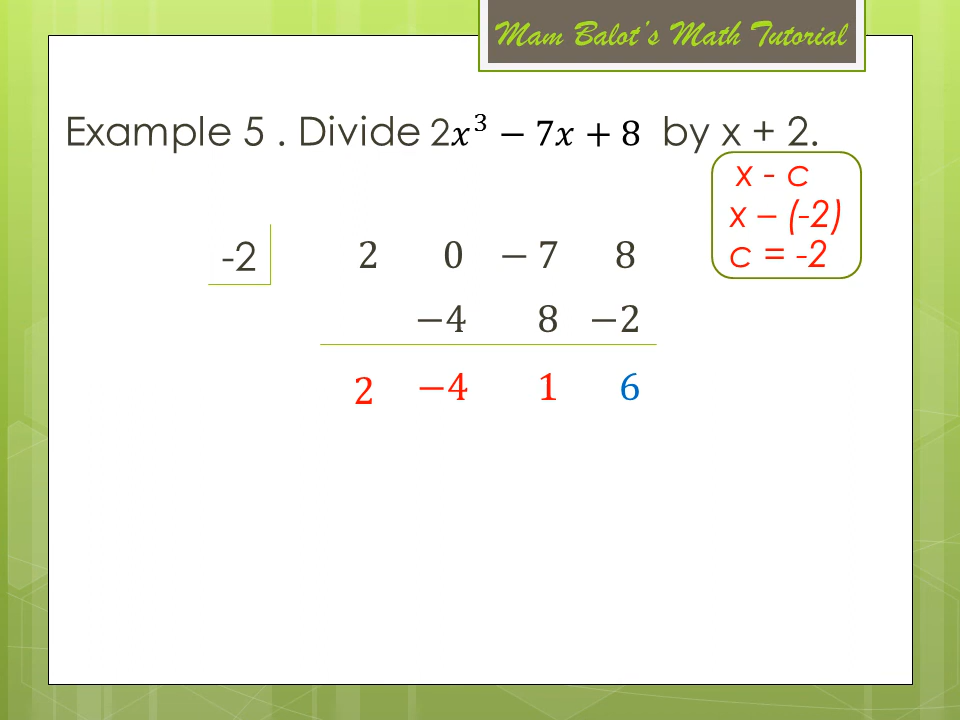 Mam Balot's Math Tutorial
Example 5 . Divide 2𝑥³ − 7𝑥 + 8 by x + 2.
x - c
x – (-2)
c = -2
-2 2 0 − 7 8
−4 8 −2
2 −4 1 6